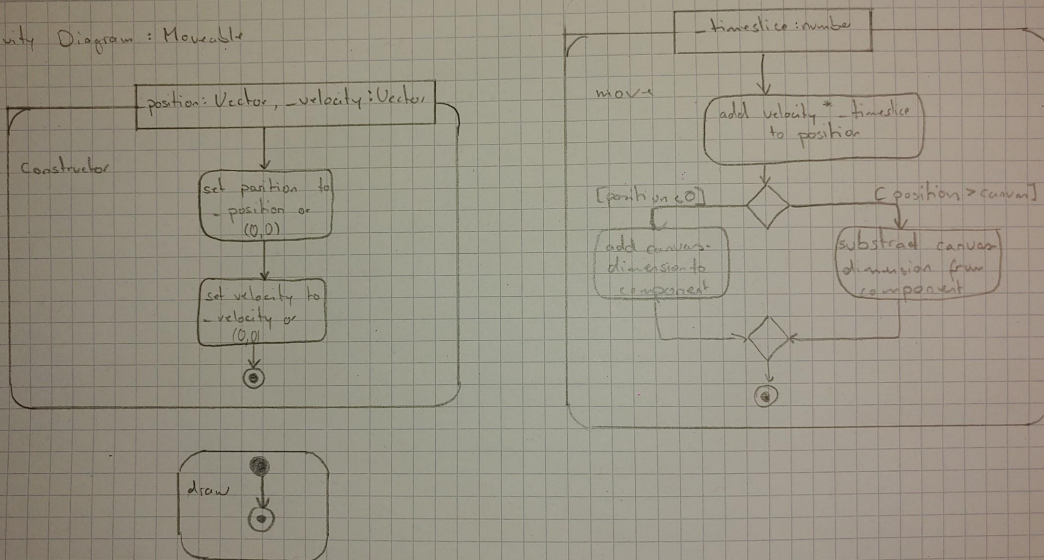 vity Diagram : Moveable
_position: Vector, _velocity: Vector
Constructor
set position to
_position or
(0,0)
set velocity to
_velocity or
(0,0)
draw
_timeslice: number
move
add velocity * _timeslice
to position
[position<0]
[position > canvas]
add canvas-
dimension to
component
substract canvas
dimension from
component